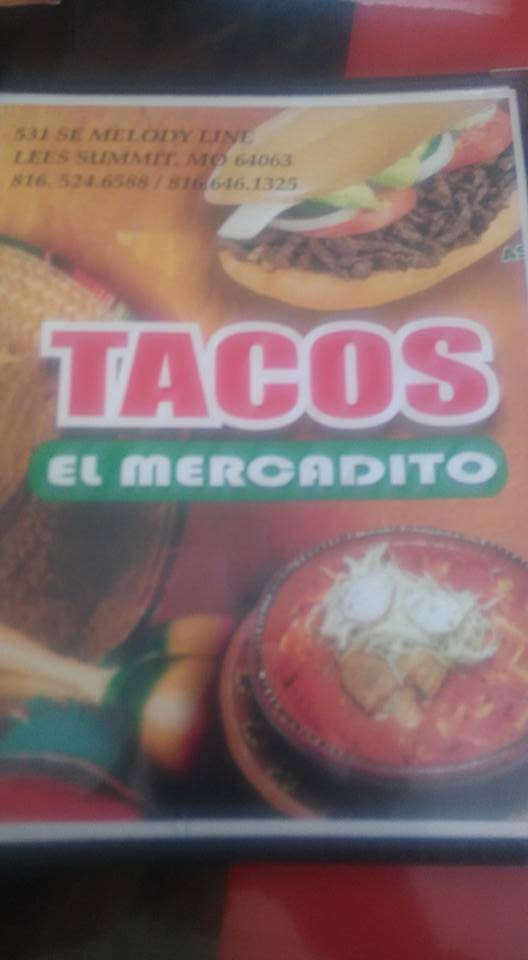 531 SE MELODY LINE
LEES SUMMIT, MO 64063
816. 524.6588 / 816.646.1325
TACOS
EL MERCADITO